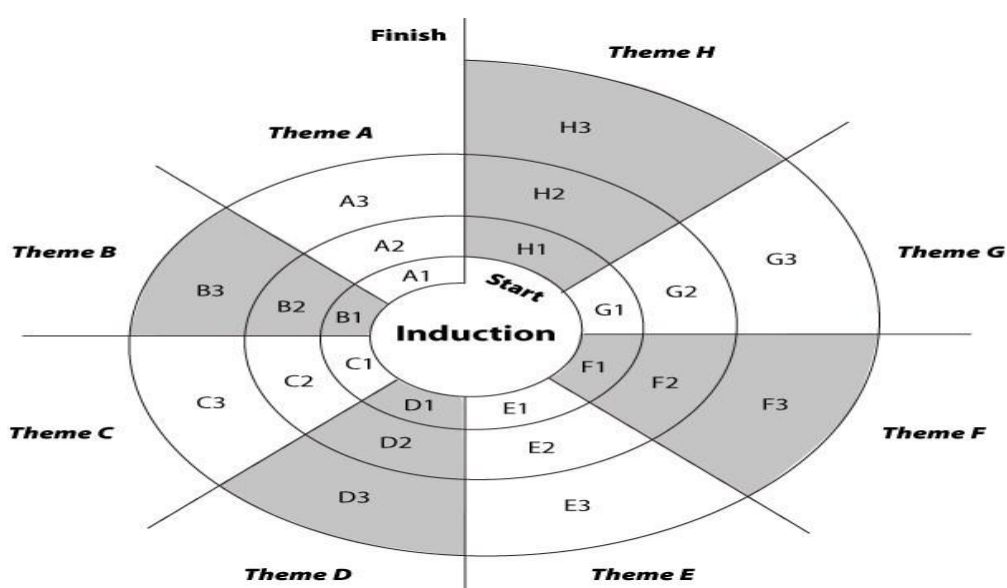 Finish
Theme H
H3
Theme A
H2
A3
A2
H1
Theme B
Theme G
G3
A1
Start
B3
B2
B1
G1
G2
Induction
C1
F1
C2
F2
C3
D1
E1
F3
Theme C
D2
E2
Theme F
D3
E3
Theme D
Theme E